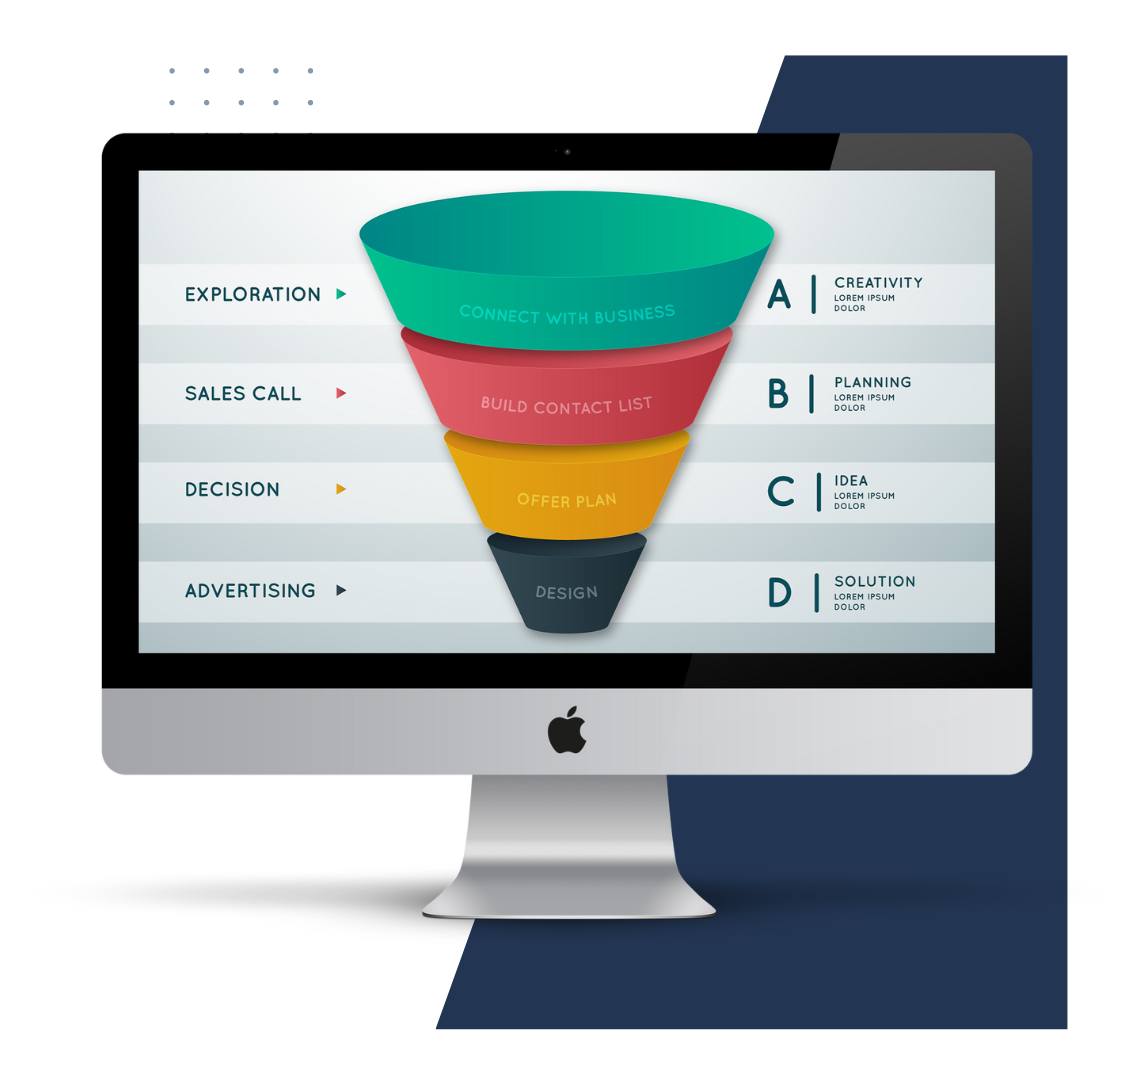 EXPLORATION
CONNECT WITH BUSINESS
A
CREATIVITY
LOREM IPSUM
DOLOR
SALES CALL
BUILD CONTACT LIST
B
PLANNING
LOREM IPSUM
DOLOR
DECISION
OFFER PLAN
C
IDEA
LOREM IPSUM
DOLOR
ADVERTISING
DESIGN
D
SOLUTION
LOREM IPSUM
DOLOR